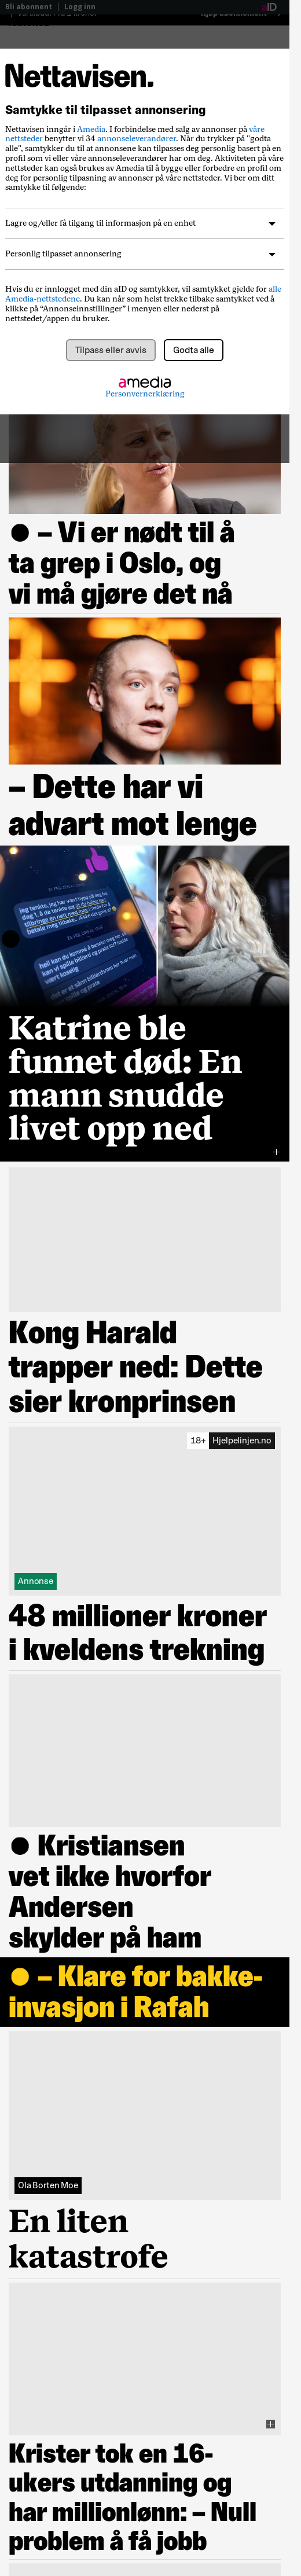 Bli abonnent | Logg inn
aID
Nettavisen.
Samtykke til tilpasset annonsering
Nettavisen inngår i Amedia. I forbindelse med salg av annonser på våre
nettsteder benytter vi 34 annonseleverandører. Når du trykker på "godta
alle", samtykker du til at annonsene kan tilpasses deg personlig basert på en
profil som vi eller våre annonseleverandører har om deg. Aktiviteten på våre
nettsteder kan også brukes av Amedia til å bygge eller forbedre en profil om
deg for personlig tilpasning av annonser på våre nettsteder. Vi ber om ditt
samtykke til følgende:
Lagre og/eller få tilgang til informasjon på en enhet
Personlig tilpasset annonsering
Hvis du er innlogget med din aID og samtykker, vil samtykket gjelde for alle
Amedia-nettstedene. Du kan når som helst trekke tilbake samtykket ved å
klikke på “Annonseinnstillinger” i menyen eller nederst på
nettstedet/appen du bruker.
Tilpass eller avvis
Godta alle
amedia
Personvernerklæring
● – Vi er nødt til å
ta grep i Oslo, og
vi må gjøre det nå
– Dette har vi
advart mot lenge
Katrine ble
funnet død: En
mann snudde
livet opp ned
Kong Harald
trapper ned: Dette
sier kronprinsen
18+ Hjelpelinjen.no
Annonse
48 millioner kroner
i kveldens trekning
● Kristiansen
vet ikke hvorfor
Andersen
skylder på ham
● – Klare for bakke-
invasjon i Rafah
Ola Borten Moe
En liten
katastrofe
Krister tok en 16-
ukers utdanning og
har millionlønn: – Null
problem å få jobb